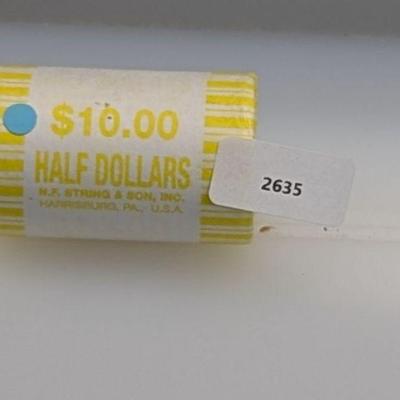 $10.00
HALF DOLLARS
N.F. STRING & SON, INC.
HARRISBURG, PA., U.S.A.
2635